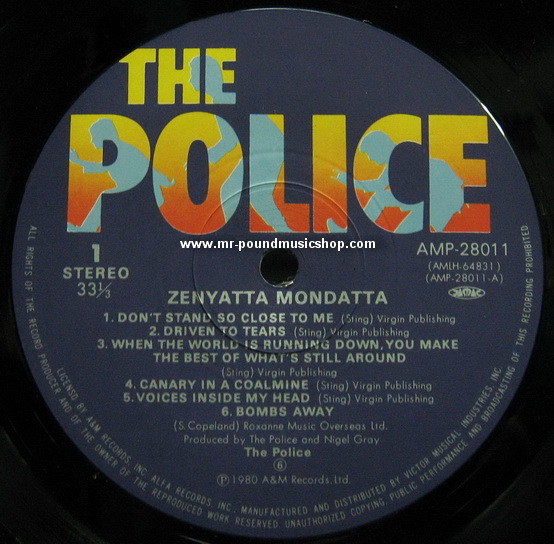 THE
POLICE
www.mr-poundmusicshop.com
1
STEREO
33⅓
AMP-28011
(AMLH-64831)
(AMP-28011-A)
ZENYATTA MONDATTA
1. DON'T STAND SO CLOSE TO ME (Sting) Virgin Publishing
2. DRIVEN TO TEARS (Sting) Virgin Publishing
3. WHEN THE WORLD IS RUNNING DOWN, YOU MAKE
THE BEST OF WHAT'S STILL AROUND
(Sting) Virgin Publishing
4. CANARY IN A COALMINE (Sting) Virgin Publishing
5. VOICES INSIDE MY HEAD (Sting) Virgin Publishing
6. BOMBS AWAY
(S.Copeland) Roxanne Music Overseas Ltd.
Produced by The Police and Nigel Gray
The Police
6
Ⓟ1980 A&M Records, Ltd.
LICENSED BY A&M RECORDS INC. ALFA RECORDS, INC. MANUFACTURED AND DISTRIBUTED BY VICTOR MUSICAL INDUSTRIES, INC.
ALL RIGHTS OF THE RECORD PRODUCER AND OF THE OWNER OF THE REPRODUCED WORK RESERVED. UNAUTHORIZED COPYING, PUBLIC PERFORMANCE AND BROADCASTING OF THIS RECORDING PROHIBITED